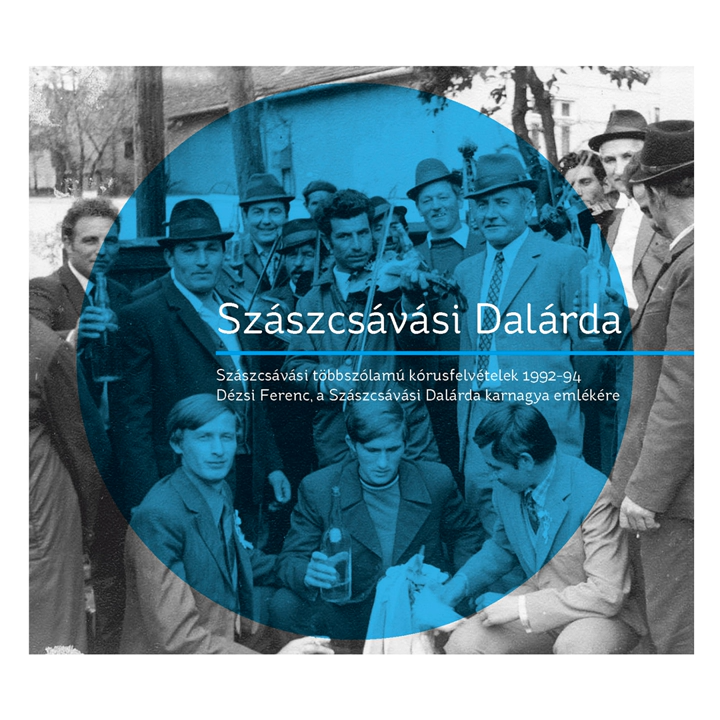 Szászcsávási Dalárda
Szászcsávási többszólamú kórusfelvételek 1992-94
Dézsi Ferenc, a Szászcsávási Dalárda karnagya emlékére